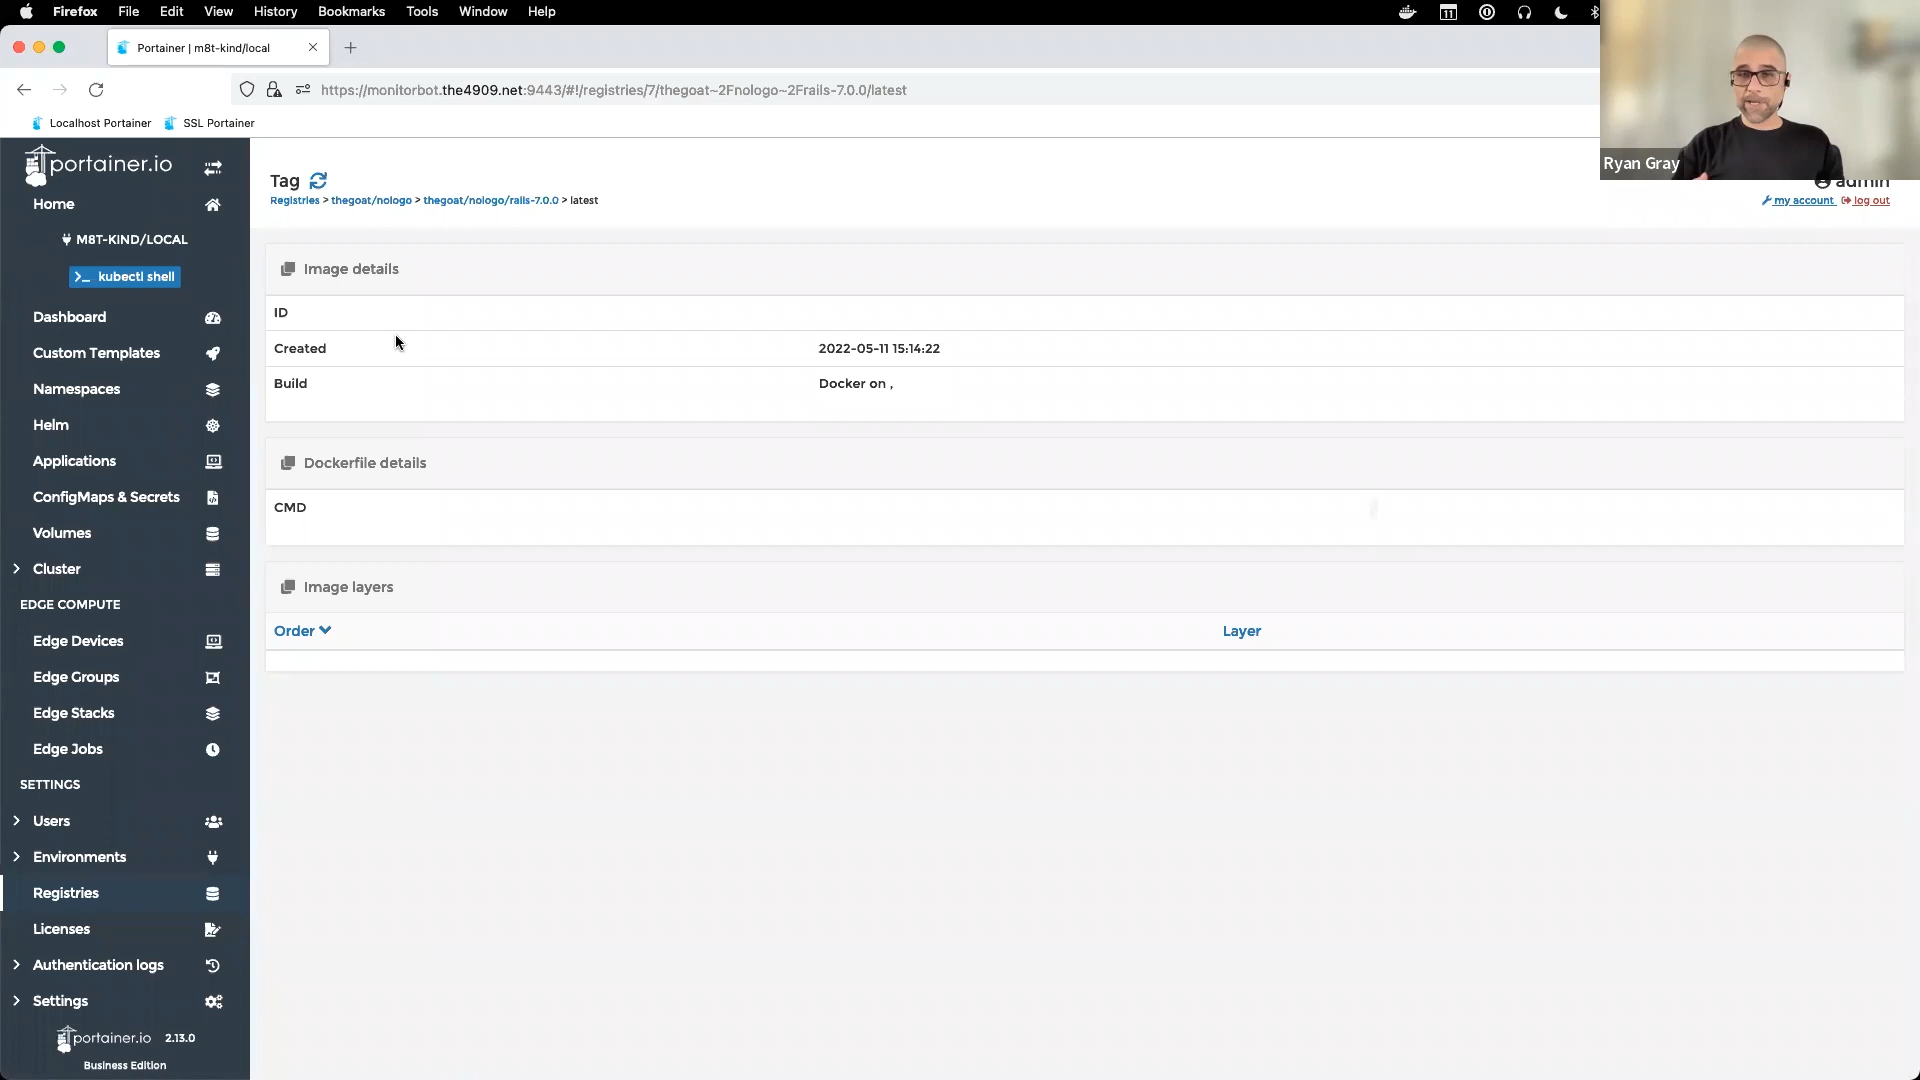 Firefox File Edit View History Bookmarks Tools Window Help
11
Portainer | m8t-kind/local
https://monitorbot.the4909.net:9443/#!/registries/7/thegoat~2Fnologo~2Frails-7.0.0/latest
Localhost Portainer SSL Portainer
Ryan Gray
portainer.io
Home
M8T-KIND/LOCAL
>_ kubectl shell
Dashboard
Custom Templates
Namespaces
Helm
Applications
ConfigMaps & Secrets
Volumes
Cluster
EDGE COMPUTE
Edge Devices
Edge Groups
Edge Stacks
Edge Jobs
SETTINGS
Users
Environments
Registries
Licenses
Authentication logs
Settings
portainer.io 2.13.0
Business Edition
Tag
Registries > thegoat/nologo > thegoat/nologo/rails-7.0.0 > latest
admin
my account log out
Image details
ID
Created 2022-05-11 15:14:22
Build Docker on ,
Dockerfile details
CMD
Image layers
Order Layer